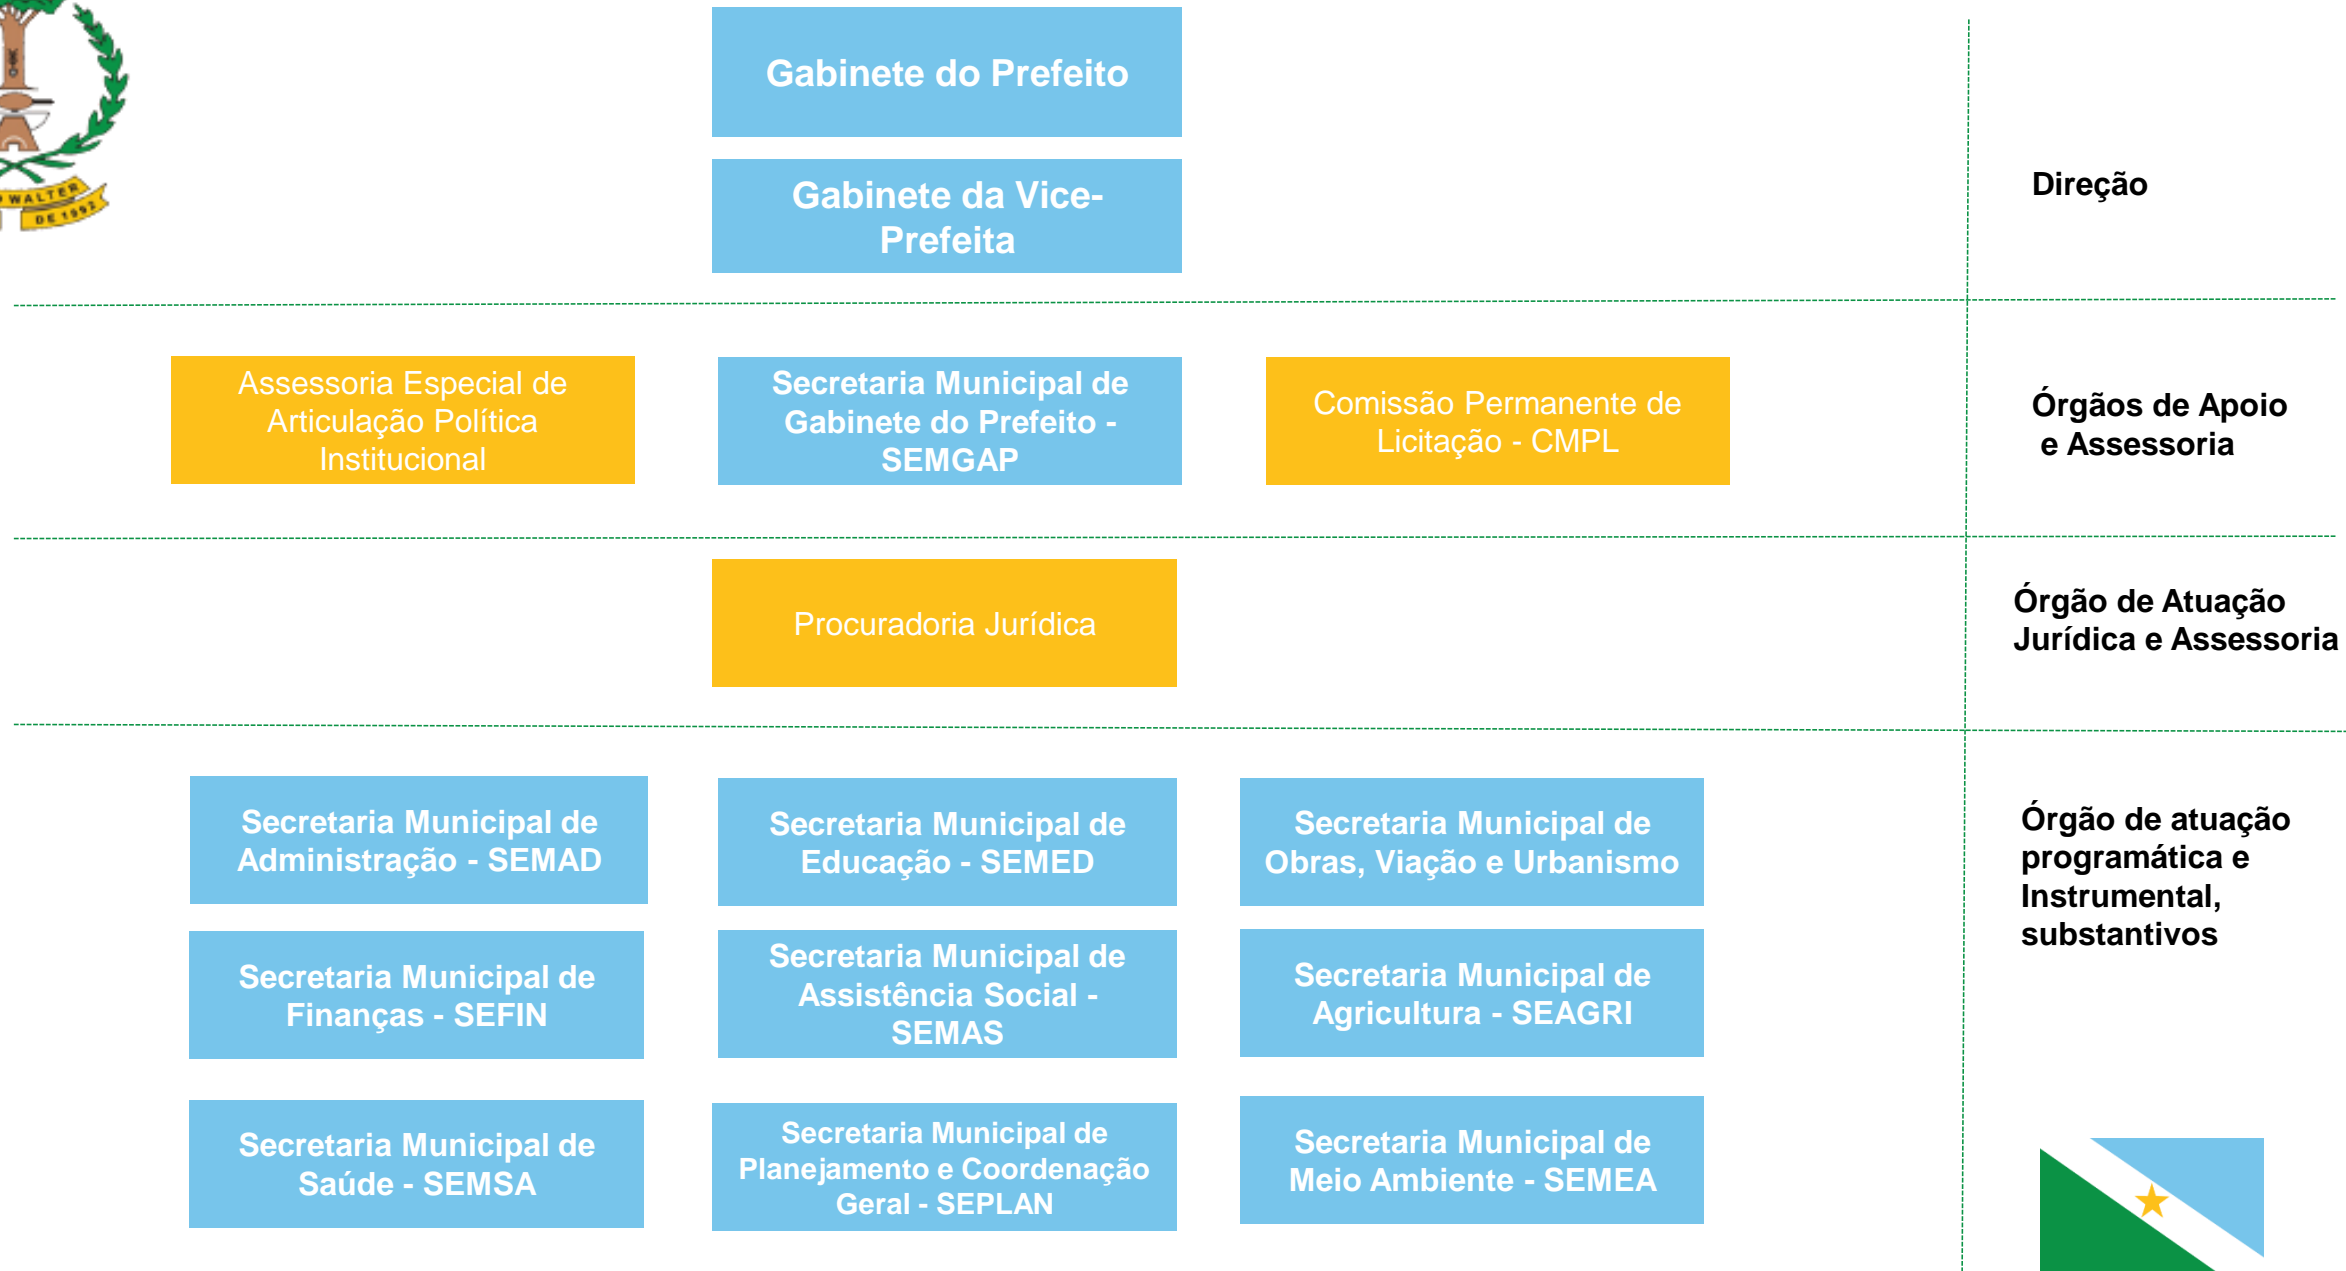 WALTER
DE 1992
Gabinete do Prefeito
Gabinete da Vice-
Prefeita
Direção
Assessoria Especial de
Articulação Política
Institucional
Secretaria Municipal de
Gabinete do Prefeito -
SEMGAP
Comissão Permanente de
Licitação - CMPL
Órgãos de Apoio
e Assessoria
Procuradoria Jurídica
Órgão de Atuação
Jurídica e Assessoria
Secretaria Municipal de
Administração - SEMAD
Secretaria Municipal de
Educação - SEMED
Secretaria Municipal de
Obras, Viação e Urbanismo
Órgão de atuação
programática e
Instrumental,
substantivos
Secretaria Municipal de
Finanças - SEFIN
Secretaria Municipal de
Assistência Social -
SEMAS
Secretaria Municipal de
Agricultura - SEAGRI
Secretaria Municipal de
Saúde - SEMSA
Secretaria Municipal de
Planejamento e Coordenação
Geral - SEPLAN
Secretaria Municipal de
Meio Ambiente - SEMEA